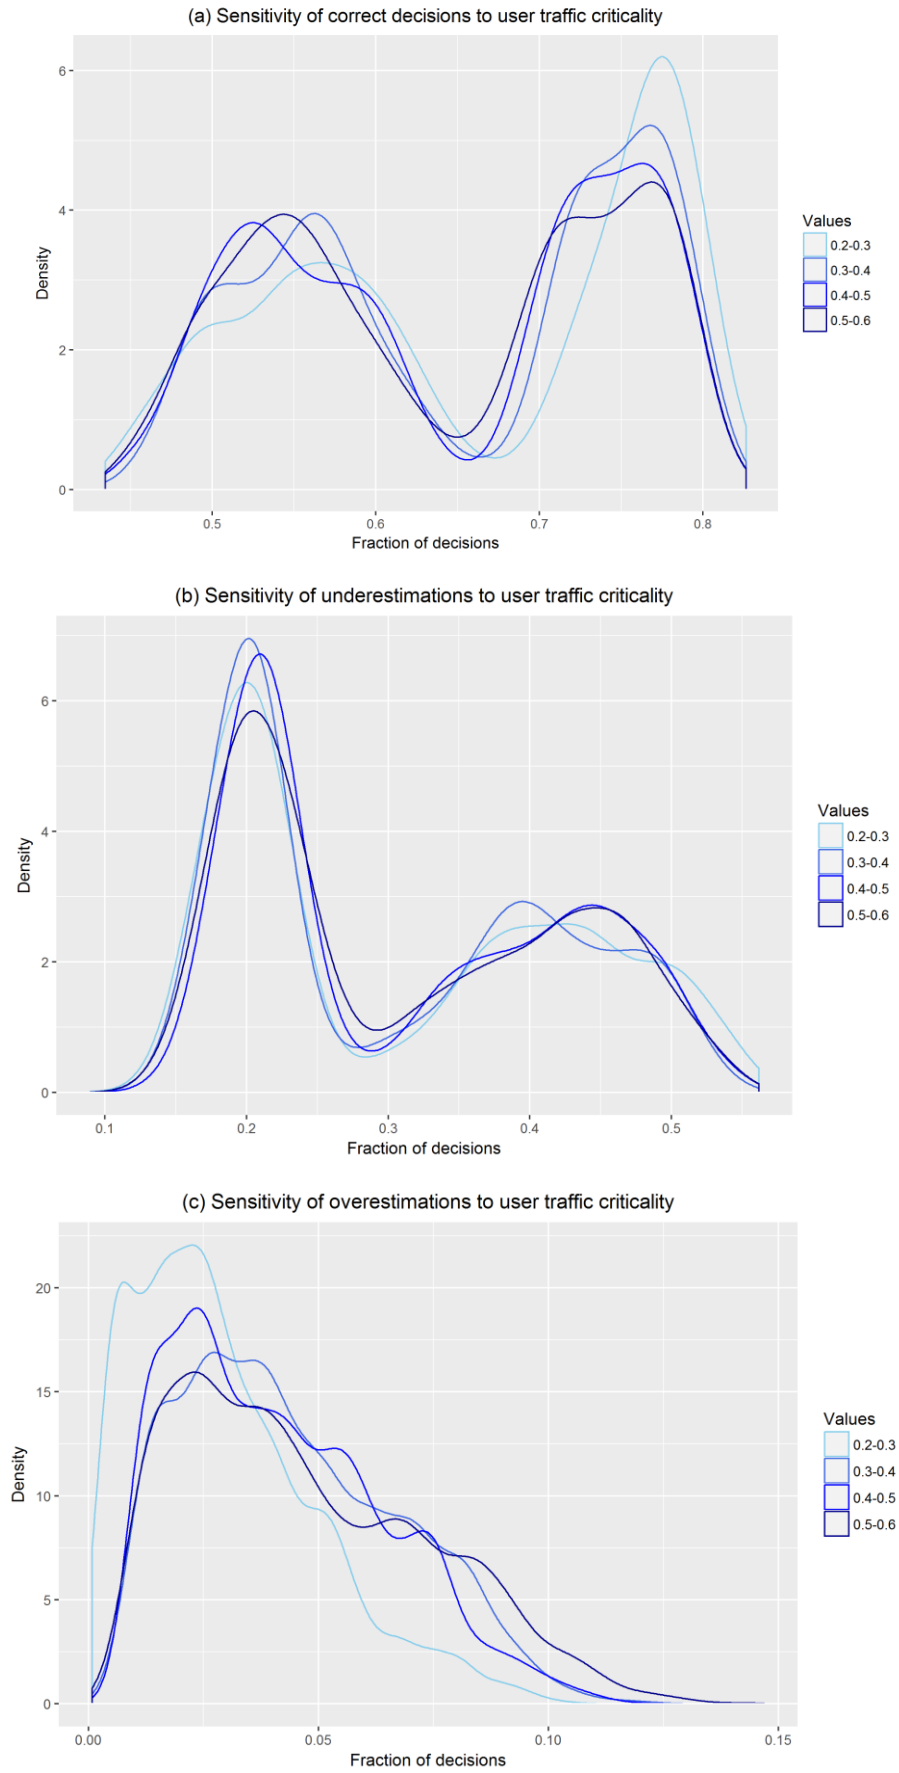 (a) Sensitivity of correct decisions to user traffic criticality
6
4
2
0
Density
0.5 0.6 0.7 0.8
Fraction of decisions
Values
0.2-0.3
0.3-0.4
0.4-0.5
0.5-0.6
(b) Sensitivity of underestimations to user traffic criticality
6
4
2
0
Density
0.1 0.2 0.3 0.4 0.5
Fraction of decisions
Values
0.2-0.3
0.3-0.4
0.4-0.5
0.5-0.6
(c) Sensitivity of overestimations to user traffic criticality
20
15
10
5
0
Density
0.00 0.05 0.10 0.15
Fraction of decisions
Values
0.2-0.3
0.3-0.4
0.4-0.5
0.5-0.6